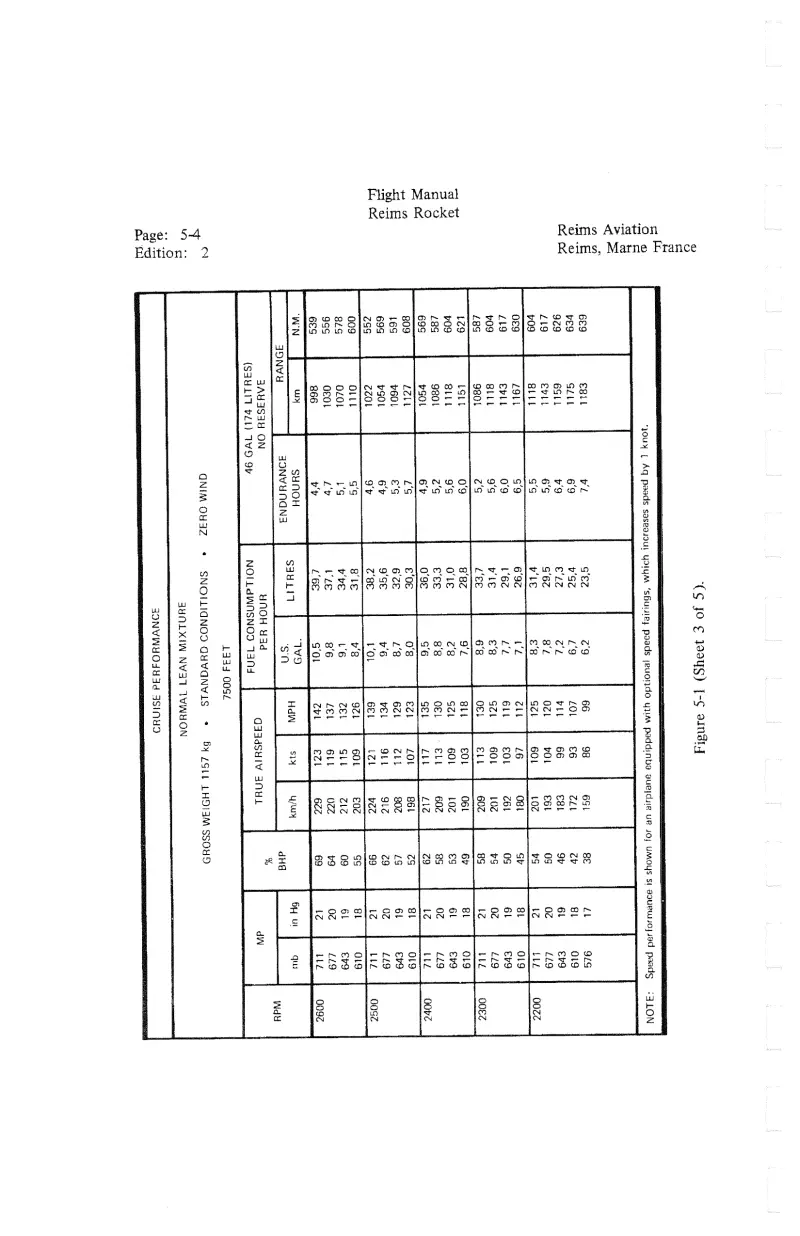 Flight Manual
Reims Rocket
Page: 5-4
Edition: 2
Reims Aviation
Reims, Marne France
CRUISE PERFORMANCE
NORMAL LEAN MIXTURE
GROSS WEIGHT 1157 kg • STANDARD CONDITIONS • ZERO WIND
7500 FEET
RPM MP % BHP TRUE AIRSPEED FUEL CONSUMPTION PER HOUR 46 GAL (174 LITRES) NO RESERVE
mb in Hg km/h kts MPH U.S. GAL. LITRES ENDURANCE HOURS RANGE km N.M.
2600 711 21 69 229 123 142 10,5 39,7 4,4 998 539
677 20 64 220 119 137 9,8 37,1 4,7 1030 556
643 19 60 212 115 132 9,1 34,4 5,1 1070 578
610 18 55 203 109 126 8,4 31,8 5,5 1110 600
2500 711 21 66 224 121 139 10,1 38,2 4,6 1022 552
677 20 62 216 116 134 9,4 35,6 4,9 1054 569
643 19 57 208 112 129 8,7 32,9 5,3 1094 591
610 18 52 198 107 123 8,0 30,3 5,7 1127 608
2400 711 21 62 217 117 135 9,5 36,0 4,9 1054 569
677 20 58 209 113 130 8,8 33,3 5,2 1086 587
643 19 53 201 109 125 8,2 31,0 5,6 1118 604
610 18 49 190 103 118 7,6 28,8 6,0 1151 621
2300 711 21 58 209 113 130 8,9 33,7 5,2 1086 587
677 20 54 201 109 125 8,3 31,4 5,6 1118 604
643 19 50 192 103 119 7,7 29,1 6,0 1143 617
610 18 45 180 97 112 7,1 26,9 6,5 1167 630
2200 711 21 54 201 109 125 8,3 31,4 5,5 1118 604
677 20 50 193 104 120 7,8 29,5 5,9 1143 617
643 19 46 183 99 114 7,2 27,3 6,4 1159 626
610 18 42 172 93 107 6,7 25,4 6,9 1175 634
576 17 38 159 86 99 6,2 23,5 7,4 1183 639
NOTE: Speed performance is shown for an airplane equipped with optional speed fairings, which increases speed by 1 knot.
Figure 5-1 (Sheet 3 of 5).